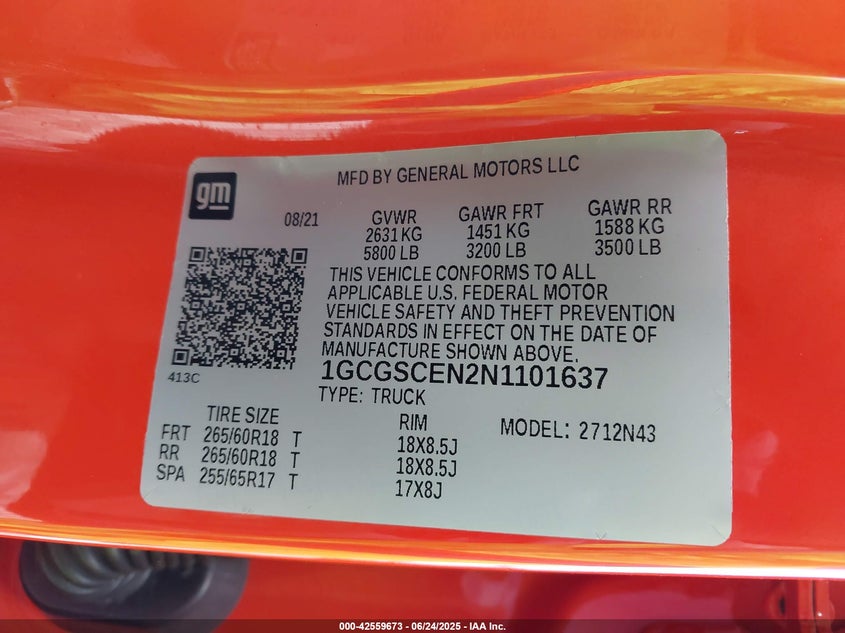 gm
MFD BY GENERAL MOTORS LLC
08/21 GVWR GAWR FRT GAWR RR
2631 KG 1451 KG 1588 KG
5800 LB 3200 LB 3500 LB
THIS VEHICLE CONFORMS TO ALL
APPLICABLE U.S. FEDERAL MOTOR
VEHICLE SAFETY AND THEFT PREVENTION
STANDARDS IN EFFECT ON THE DATE OF
MANUFACTURE SHOWN ABOVE.
413C
1GCGSCEN2N1101637
TYPE: TRUCK
TIRE SIZE RIM MODEL: 2712N43
FRT 265/60R18 T 18X8.5J
RR 265/60R18 T 18X8.5J
SPA 255/65R17 T 17X8J
000-42559673 - 06/24/2025 - IAA Inc.